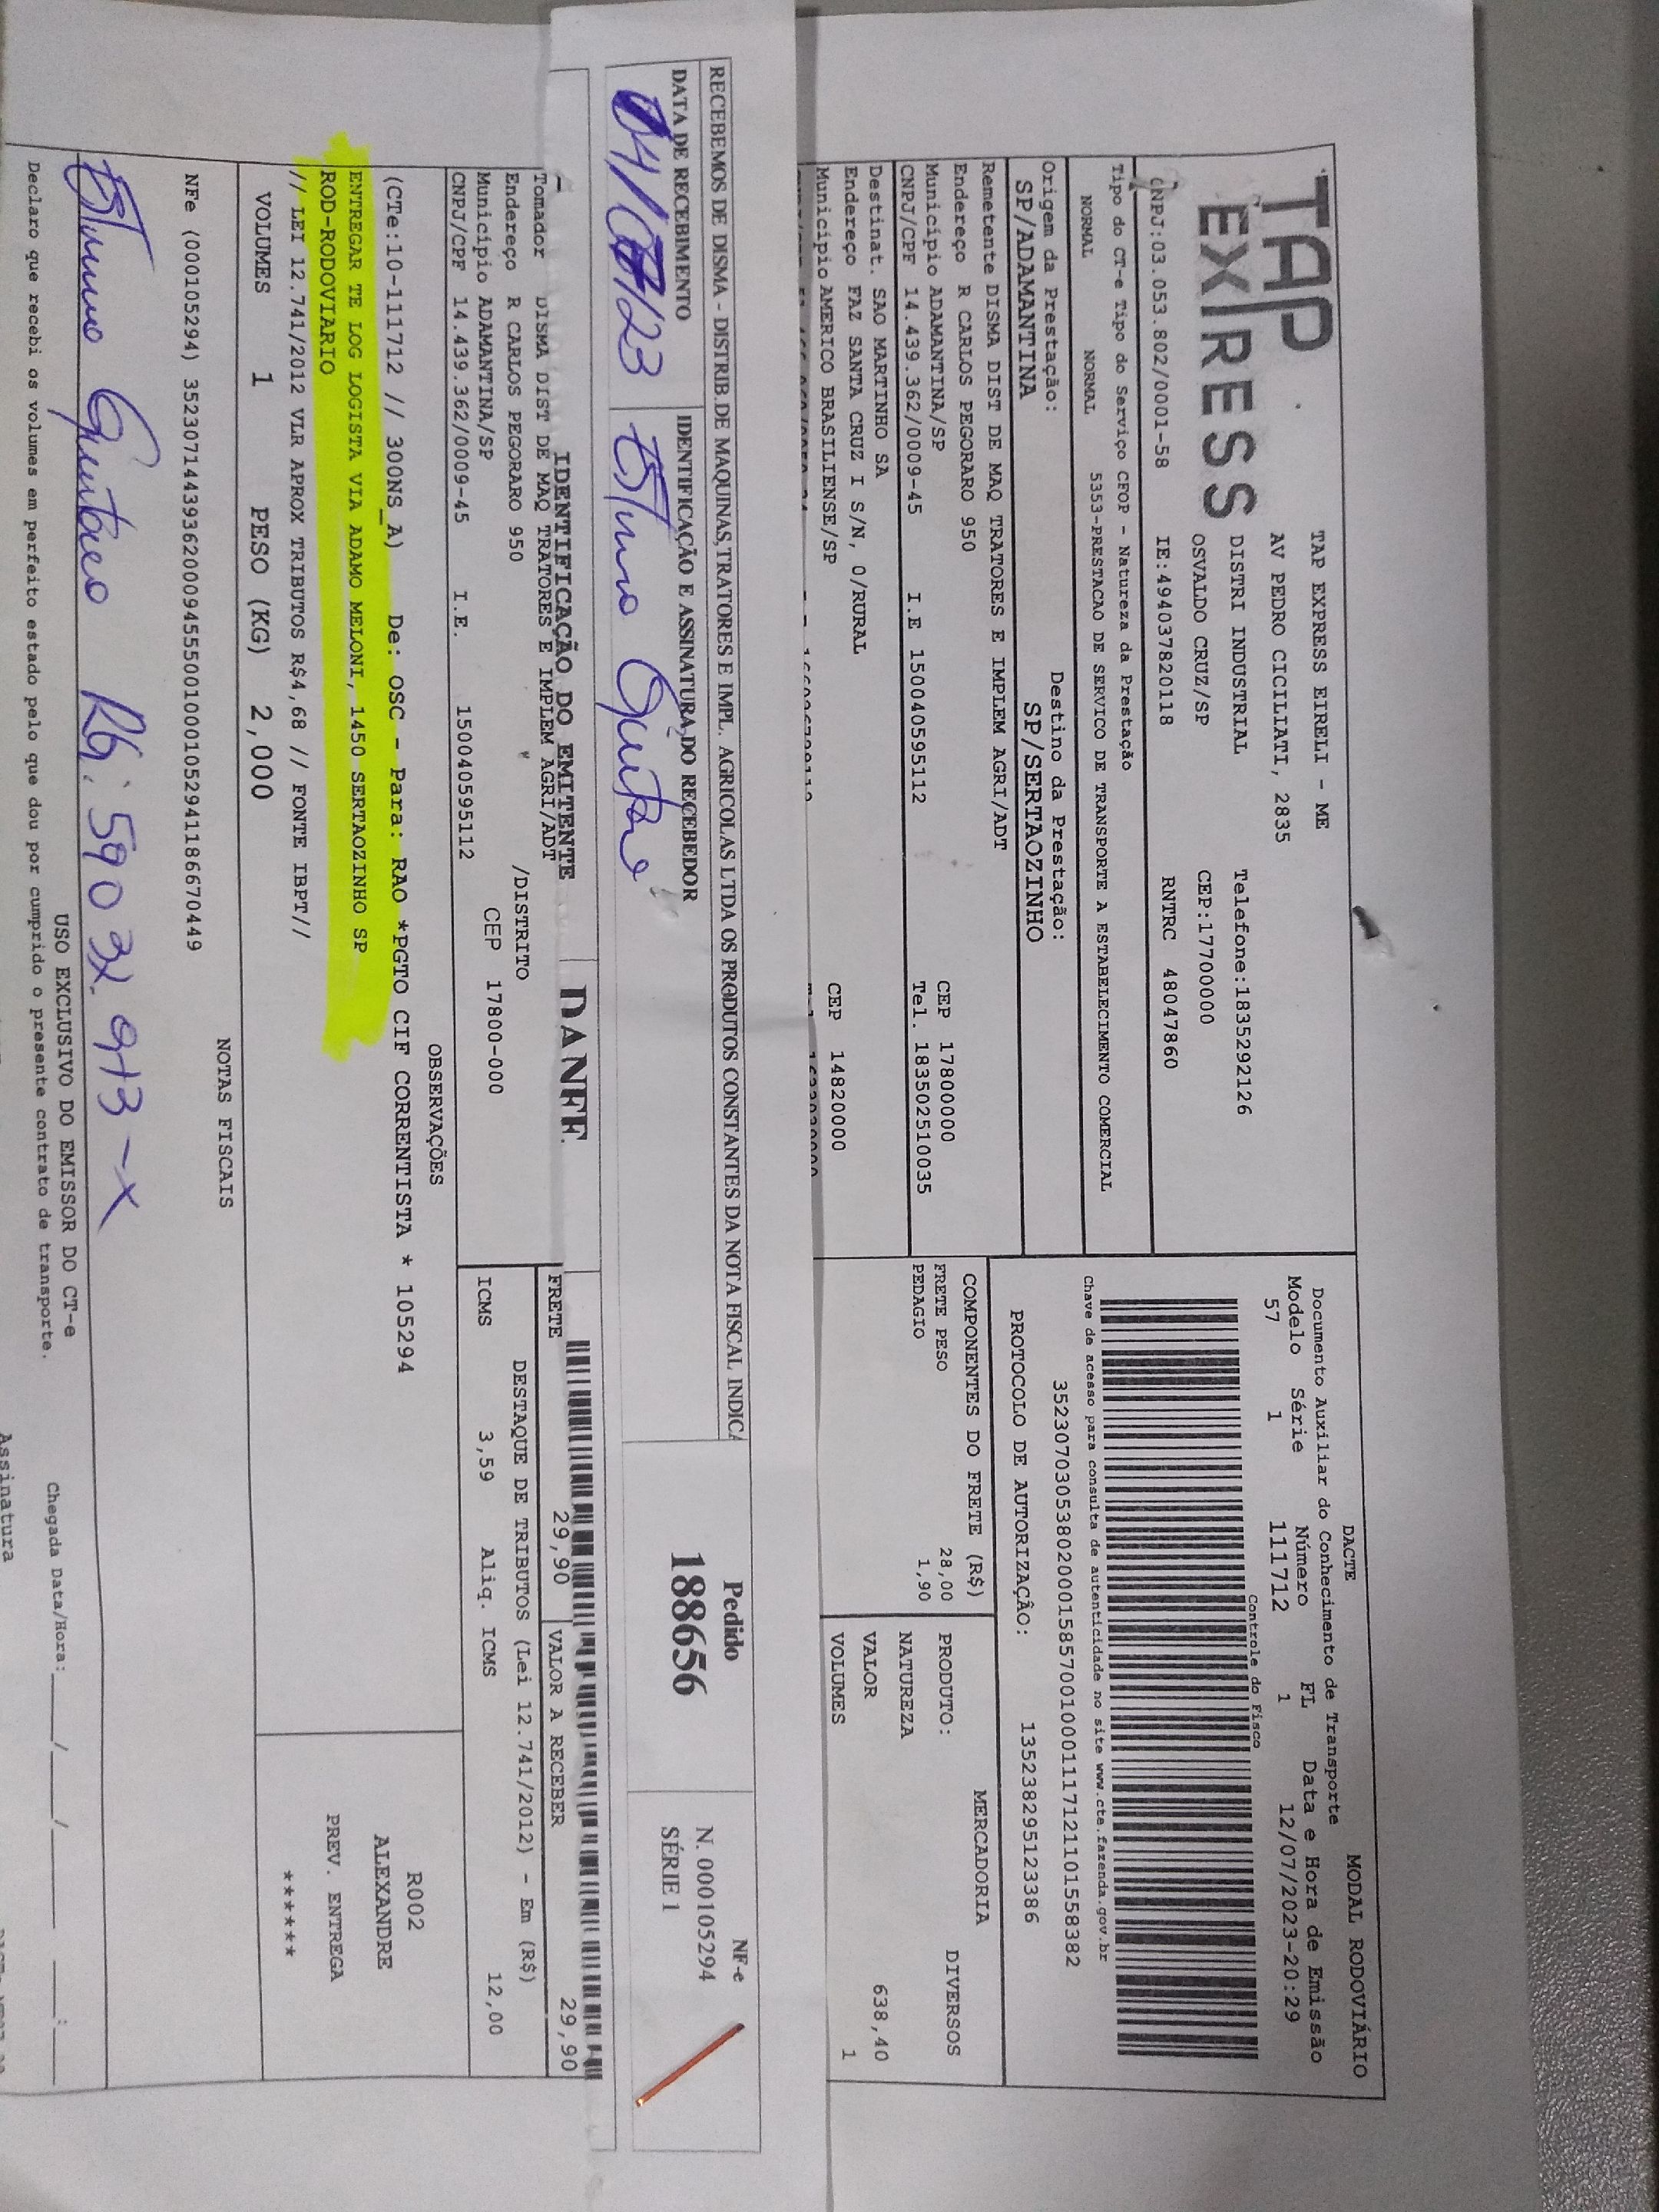 TAP
EXPRESS
TAP EXPRESS EIRELI - ME
AV PEDRO CICILIATI, 2835
DISTRI INDUSTRIAL Telefone:1835292126
OSVALDO CRUZ/SP CEP:17700000
CNPJ:03.053.802/0001-58 IE:494037820118 RNTRC 48047860
DACTE MODAL RODOVIÁRIO
Documento Auxiliar do Conhecimento de Transporte
Modelo Série Número FL Data e Hora de Emissão
57 1 111712 1 12/07/2023-20:29
Controle do Fisco
Chave de acesso para consulta de autenticidade no site www.cte.fazenda.gov.br
35230703053802000158570010001117121101558382
PROTOCOLO DE AUTORIZAÇÃO: 135238295123386
Tipo do CT-e Tipo do Serviço CFOP - Natureza da Prestação
NORMAL NORMAL 5353-PRESTACAO DE SERVICO DE TRANSPORTE A ESTABELECIMENTO COMERCIAL
Origem da Prestação: Destino da Prestação:
SP/ADAMANTINA SP/SERTAOZINHO
Remetente DISMA DIST DE MAQ TRATORES E IMPLEM AGRI/ADT
Endereço R CARLOS PEGORARO 950
Município ADAMANTINA/SP CEP 17800000
CNPJ/CPF 14.439.362/0009-45 I.E 150040595112 Tel. 183502510035
Destinat. SAO MARTINHO SA
Endereço FAZ SANTA CRUZ I S/N, 0/RURAL
Município AMERICO BRASILIENSE/SP CEP 14820000
COMPONENTES DO FRETE (R$)
FRETE PESO 28,00
PEDAGIO 1,90
MERCADORIA
PRODUTO: DIVERSOS
NATUREZA
VALOR 638,40
VOLUMES 1
RECEBEMOS DE DISMA - DISTRIB.DE MAQUINAS,TRATORES E IMPL. AGRICOLAS LTDA OS PRODUTOS CONSTANTES DA NOTA FISCAL INDICA
DATA DE RECEBIMENTO IDENTIFICAÇÃO E ASSINATURA DO RECEBEDOR
Pedido
188656
NF-e
N. 000105294
SÉRIE 1
IDENTIFICAÇÃO DO EMITENTE
DANFE
Tomador DISMA DIST DE MAQ TRATORES E IMPLEM AGRI/ADT
Endereço R CARLOS PEGORARO 950 /DISTRITO
Município ADAMANTINA/SP CEP 17800-000
CNPJ/CPF 14.439.362/0009-45 I.E. 150040595112
FRETE 29,90 VALOR A RECEBER 29,90
DESTAQUE DE TRIBUTOS (Lei 12.741/2012) - Em (R$)
ICMS 3,59 Aliq. ICMS 12,00
OBSERVAÇÕES
(CTe:10-111712 // 300NS_A) De: OSC - Para: RAO *PGTO CIF CORRENTISTA * 105294
ENTREGAR TE LOG LOGISTA VIA ADAMO MELONI, 1450 SERTAOZINHO SP
ROD-RODOVIARIO
// LEI 12.741/2012 VLR APROX TRIBUTOS R$4,68 // FONTE IBPT//
R002
ALEXANDRE
PREV. ENTREGA
******
VOLUMES 1 PESO (KG) 2,000
NOTAS FISCAIS
NFe (000105294) 35230714439362000945550010001052941186670449
USO EXCLUSIVO DO EMISSOR DO CT-e
Declaro que recebi os volumes em perfeito estado pelo que dou por cumprido o presente contrato de transporte.
Chegada Data/Hora:____/____/____ ___:___
Assinatura